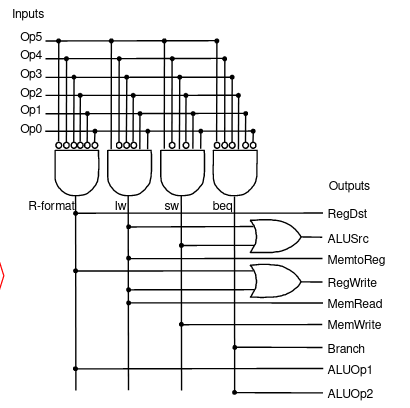 Inputs
Op5
Op4
Op3
Op2
Op1
Op0
R-format
lw
sw
beq
Outputs
RegDst
ALUSrc
MemtoReg
RegWrite
MemRead
MemWrite
Branch
ALUOp1
ALUOp2